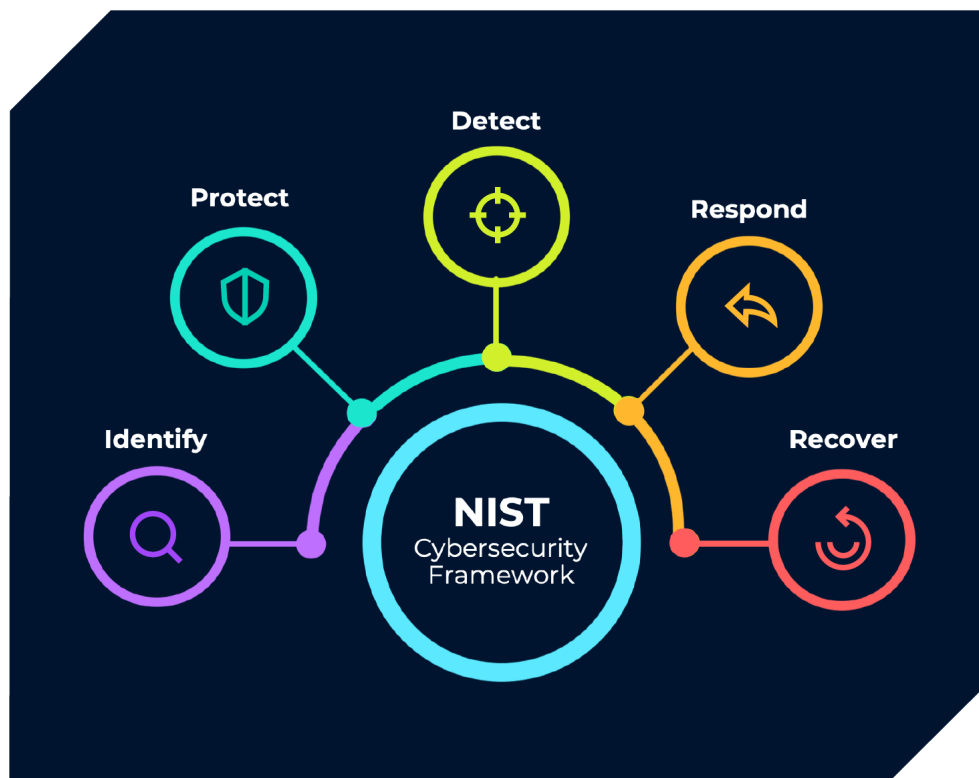 Detect
Protect
Respond
Identify
Recover
NIST
Cybersecurity
Framework